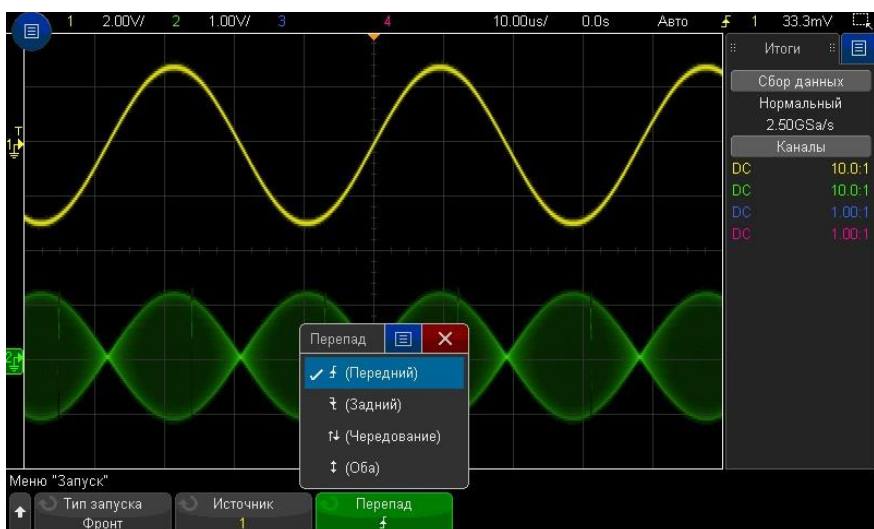 1 2.00V/ 2 1.00V/ 3 4 10.00us/ 0.0s Авто 1 33.3mV
Итоги
Сбор данных
Нормальный
2.50GSa/s
Каналы
DC 10.0:1
DC 10.0:1
DC 1.00:1
DC 1.00:1
T
1
2
Перепад
(Передний)
(Задний)
(Чередование)
(Оба)
Меню "Запуск"
Тип запуска Источник Перепад
Фронт 1